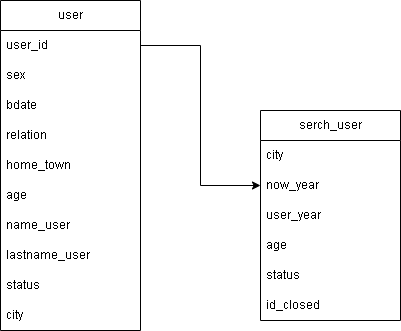 user
user_id
sex
bdate
relation
home_town
age
name_user
lastname_user
status
city
serch_user
city
now_year
user_year
age
status
id_closed